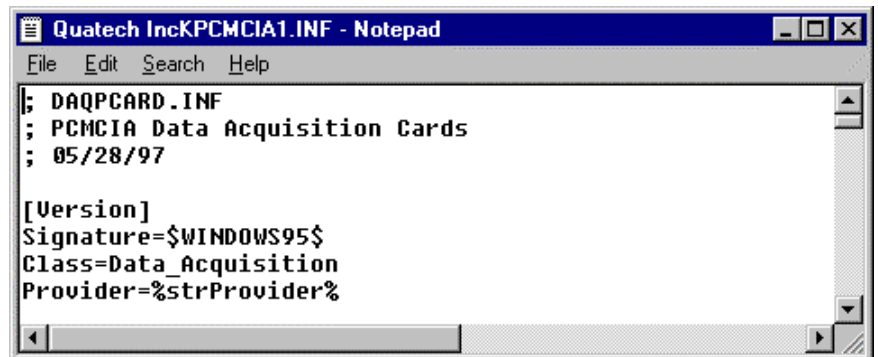 Quatech IncKPCMCIA1.INF - Notepad
File Edit Search Help
; DAQPCARD.INF
; PCMCIA Data Acquisition Cards
; 05/28/97
[Version]
Signature=$WINDOWS95$
Class=Data_Acquisition
Provider=%strProvider%